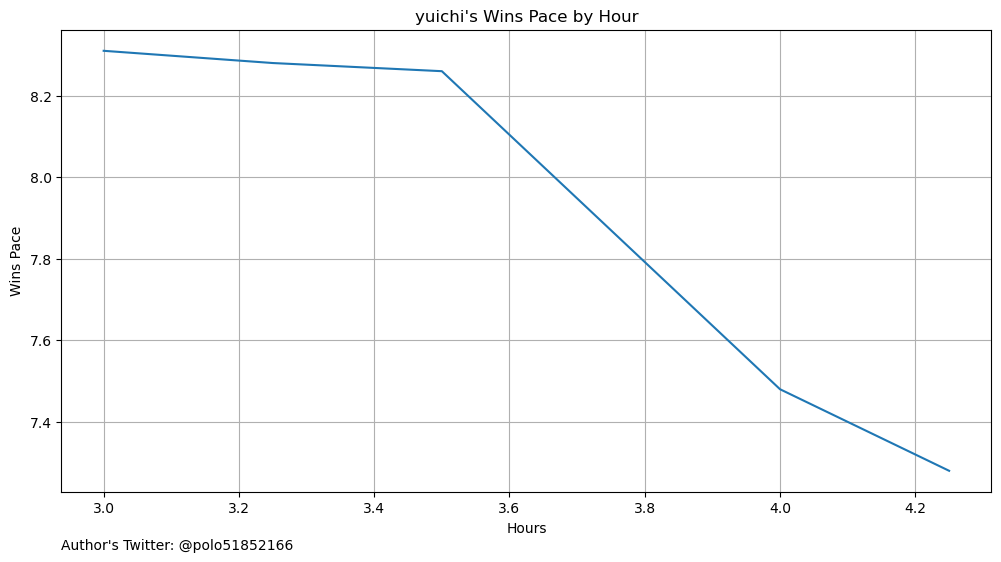 yuichi's Wins Pace by Hour
Wins Pace
8.2
8.0
7.8
7.6
7.4
3.0 3.2 3.4 3.6 3.8 4.0 4.2
Hours
Author's Twitter: @polo51852166